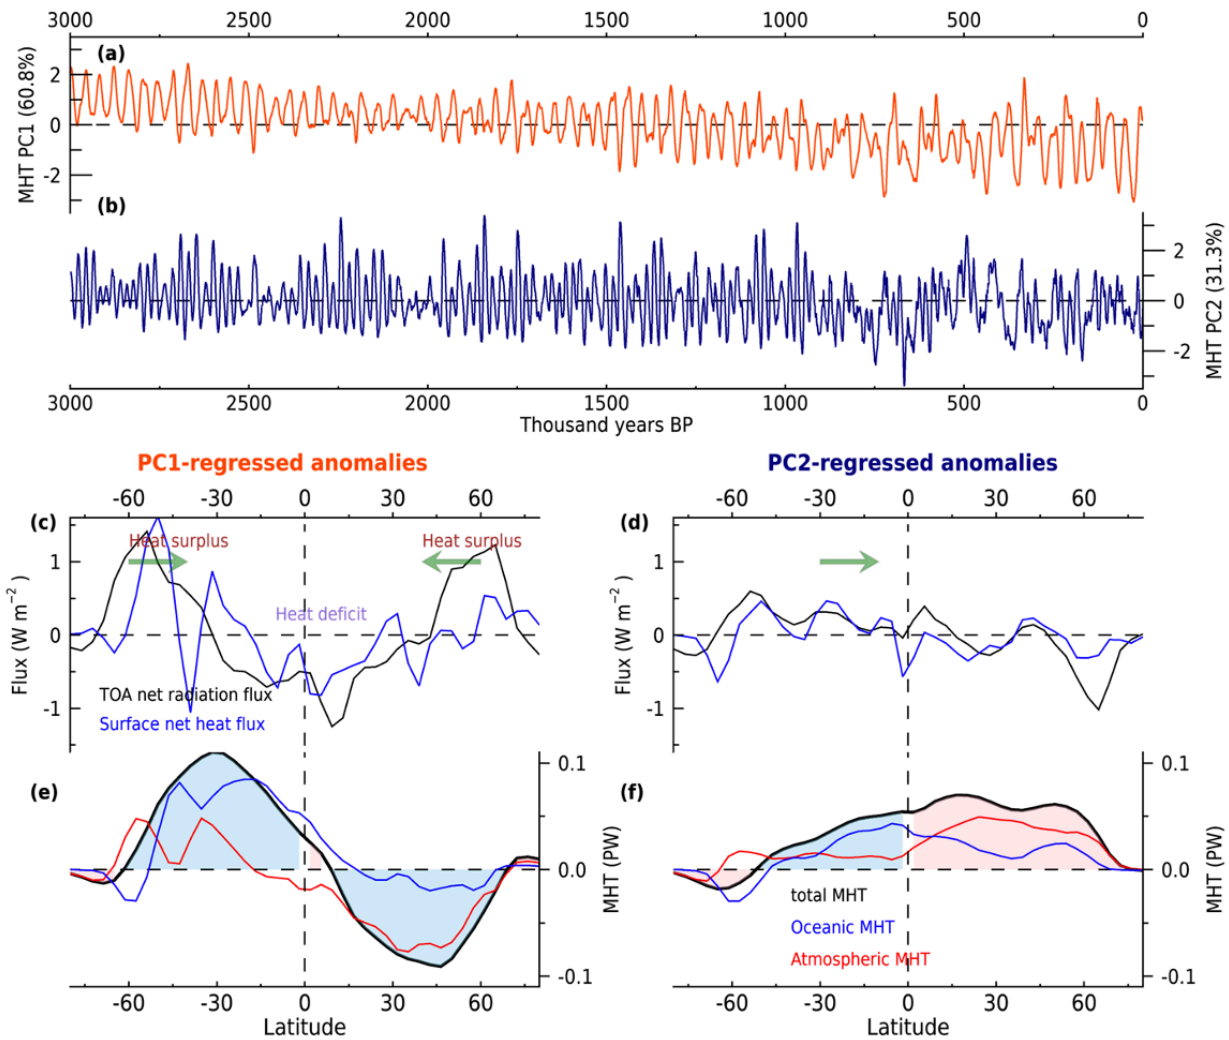 3000 2500 2000 1500 1000 500 0
(a)
MHT PC1 (60.8%)
2
0
-2
(b)
MHT PC2 (31.3%)
2
0
-2
3000 2500 2000 1500 1000 500 0
Thousand years BP
PC1-regressed anomalies
PC2-regressed anomalies
-60 -30 0 30 60
-60 -30 0 30 60
(c)
Heat surplus
Heat surplus
Heat deficit
Flux (W m⁻²)
1
0
-1
TOA net radiation flux
Surface net heat flux
(d)
Flux (W m⁻²)
1
0
-1
(e)
0.1
0.0
-0.1
MHT (PW)
-60 -30 0 30 60
Latitude
(f)
total MHT
Oceanic MHT
Atmospheric MHT
0.1
0.0
-0.1
MHT (PW)
-60 -30 0 30 60
Latitude